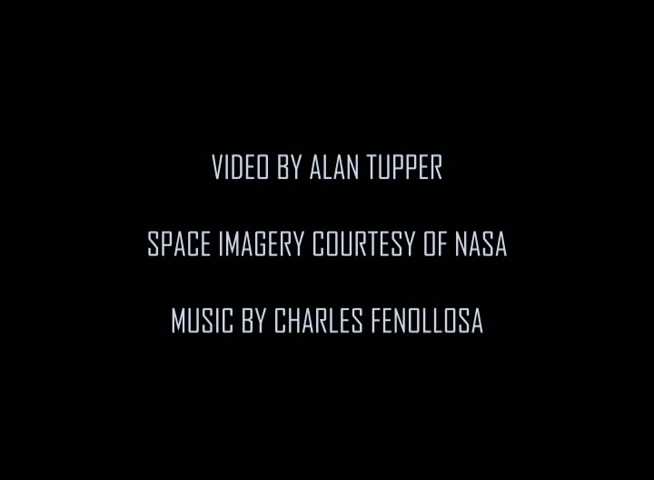 VIDEO BY ALAN TUPPER
SPACE IMAGERY COURTESY OF NASA
MUSIC BY CHARLES FENOLLOSA